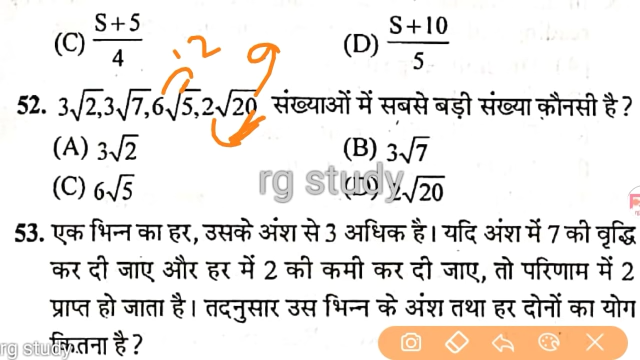 (C) (S+5)/4 (D) (S+10)/5
.2 9
52. 3√2,3√7,6√5,2√20 संख्याओं में सबसे बड़ी संख्या कौनसी है?
(A) 3√2 (B) 3√7
(C) 6√5 (D) 2√20
rg study
53. एक भिन्न का हर, उसके अंश से 3 अधिक है। यदि अंश में 7 की वृद्धि
कर दी जाए और हर में 2 की कमी कर दी जाए, तो परिणाम में 2
प्राप्त हो जाता है। तदनुसार उस भिन्न के अंश तथा हर दोनों का योग
कितना है?
rg study